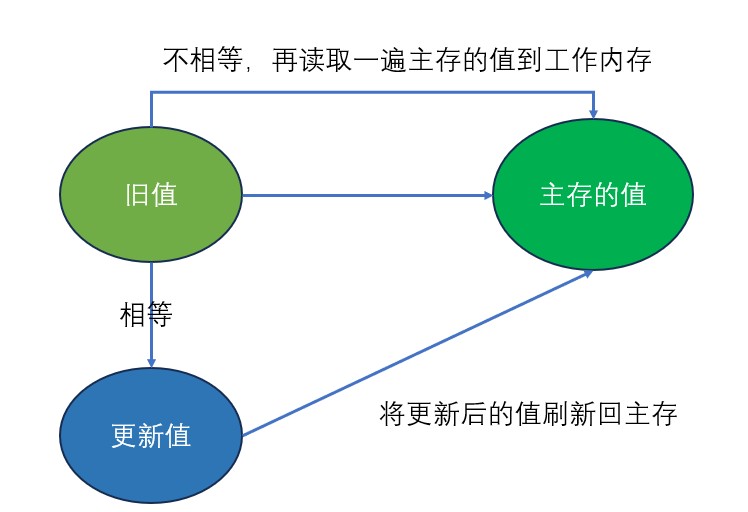 不相等，再读取一遍主存的值到工作内存
旧值
主存的值
相等
将更新后的值刷新回主存
更新值